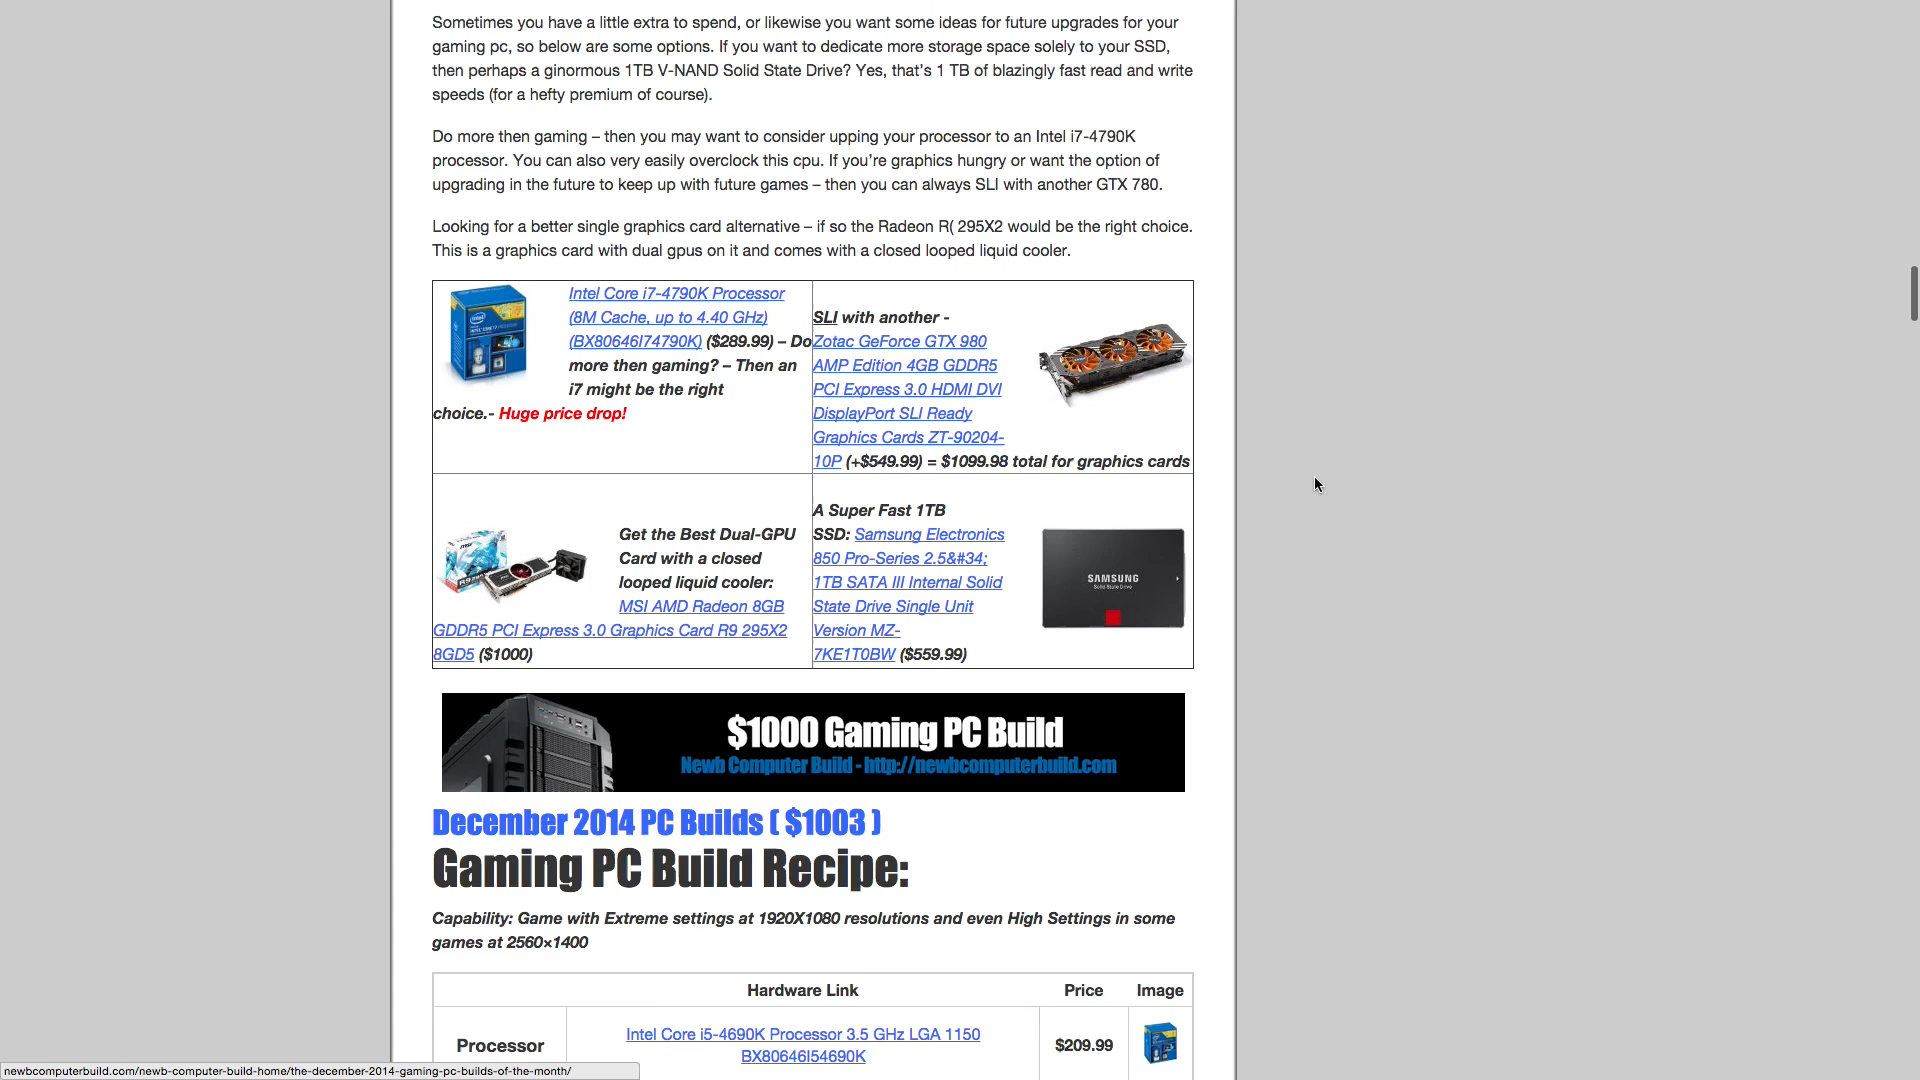 Sometimes you have a little extra to spend, or likewise you want some ideas for future upgrades for your
gaming pc, so below are some options. If you want to dedicate more storage space solely to your SSD,
then perhaps a ginormous 1TB V-NAND Solid State Drive? Yes, that's 1 TB of blazingly fast read and write
speeds (for a hefty premium of course).
Do more then gaming – then you may want to consider upping your processor to an Intel i7-4790K
processor. You can also very easily overclock this cpu. If you're graphics hungry or want the option of
upgrading in the future to keep up with future games – then you can always SLI with another GTX 780.
Looking for a better single graphics card alternative – if so the Radeon R( 295X2 would be the right choice.
This is a graphics card with dual gpus on it and comes with a closed looped liquid cooler.
Intel Core i7-4790K Processor
(8M Cache, up to 4.40 GHz)
(BX80646I74790K) ($289.99) – Do
more then gaming? – Then an
i7 might be the right
choice.- Huge price drop!
SLI with another -
Zotac GeForce GTX 980
AMP Edition 4GB GDDR5
PCI Express 3.0 HDMI DVI
DisplayPort SLI Ready
Graphics Cards ZT-90204-
10P (+$549.99) = $1099.98 total for graphics cards
Get the Best Dual-GPU
Card with a closed
looped liquid cooler:
MSI AMD Radeon 8GB
GDDR5 PCI Express 3.0 Graphics Card R9 295X2
8GD5 ($1000)
A Super Fast 1TB
SSD: Samsung Electronics
850 Pro-Series 2.5&#34;
1TB SATA III Internal Solid
State Drive Single Unit
Version MZ-
7KE1T0BW ($559.99)
SAMSUNG
Solid State Drive
$1000 Gaming PC Build
Newb Computer Build - http://newbcomputerbuild.com
December 2014 PC Builds ( $1003 )
Gaming PC Build Recipe:
Capability: Game with Extreme settings at 1920X1080 resolutions and even High Settings in some
games at 2560×1400
Hardware Link Price Image
Processor
Intel Core i5-4690K Processor 3.5 GHz LGA 1150
BX80646I54690K
$209.99
newbcomputerbuild.com/newb-computer-build-home/the-december-2014-gaming-pc-builds-of-the-month/